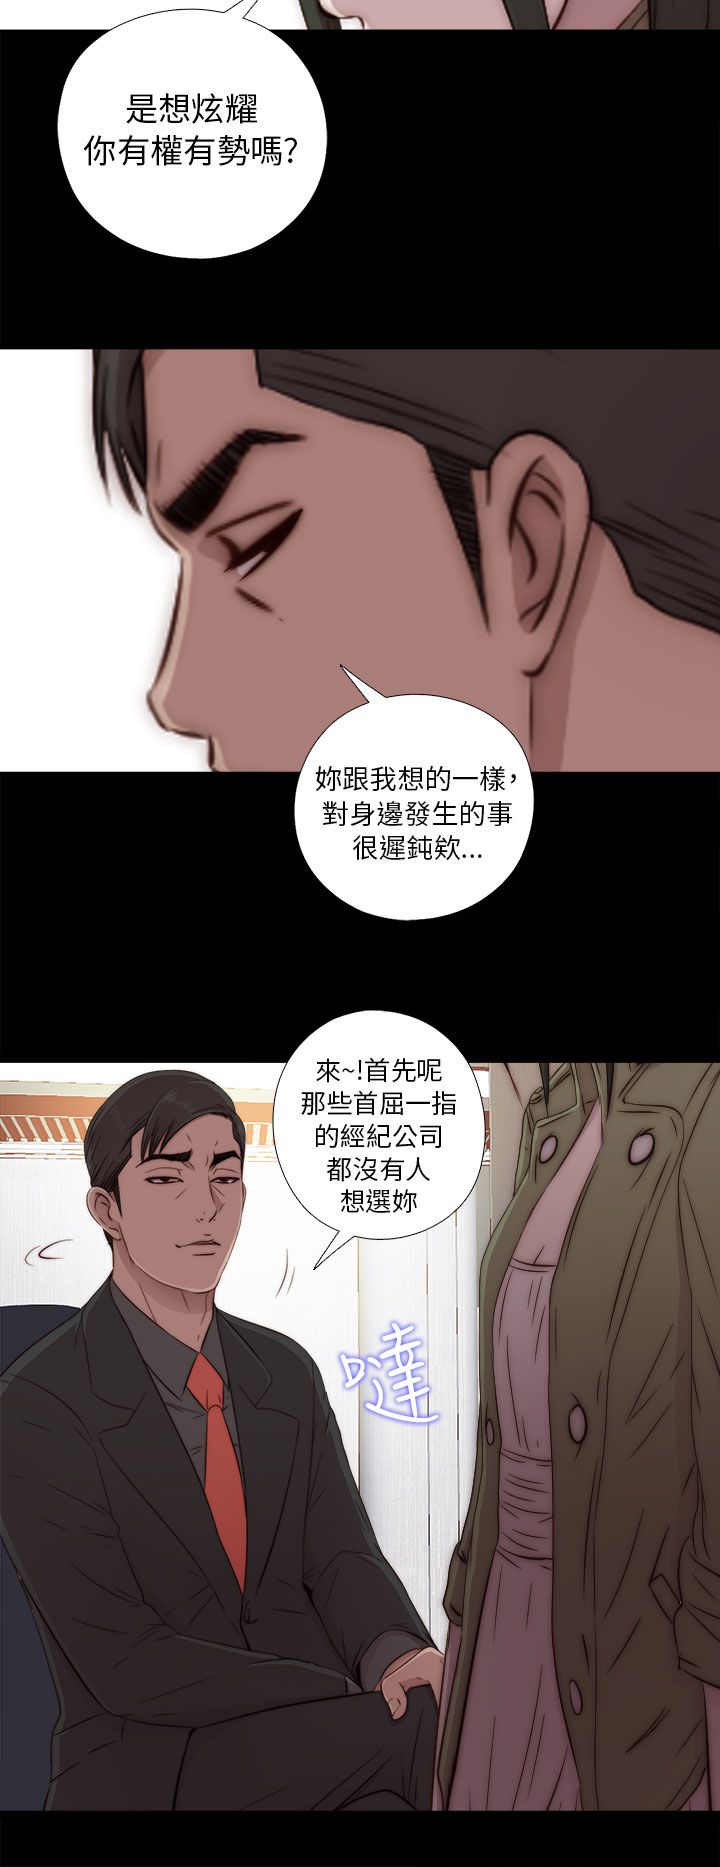 是想炫耀
你有權有勢嗎?
妳跟我想的一樣，
對身邊發生的事
很遲鈍欸…
來~!首先呢
那些首屈一指
的經紀公司
都沒有人
想選妳
噠